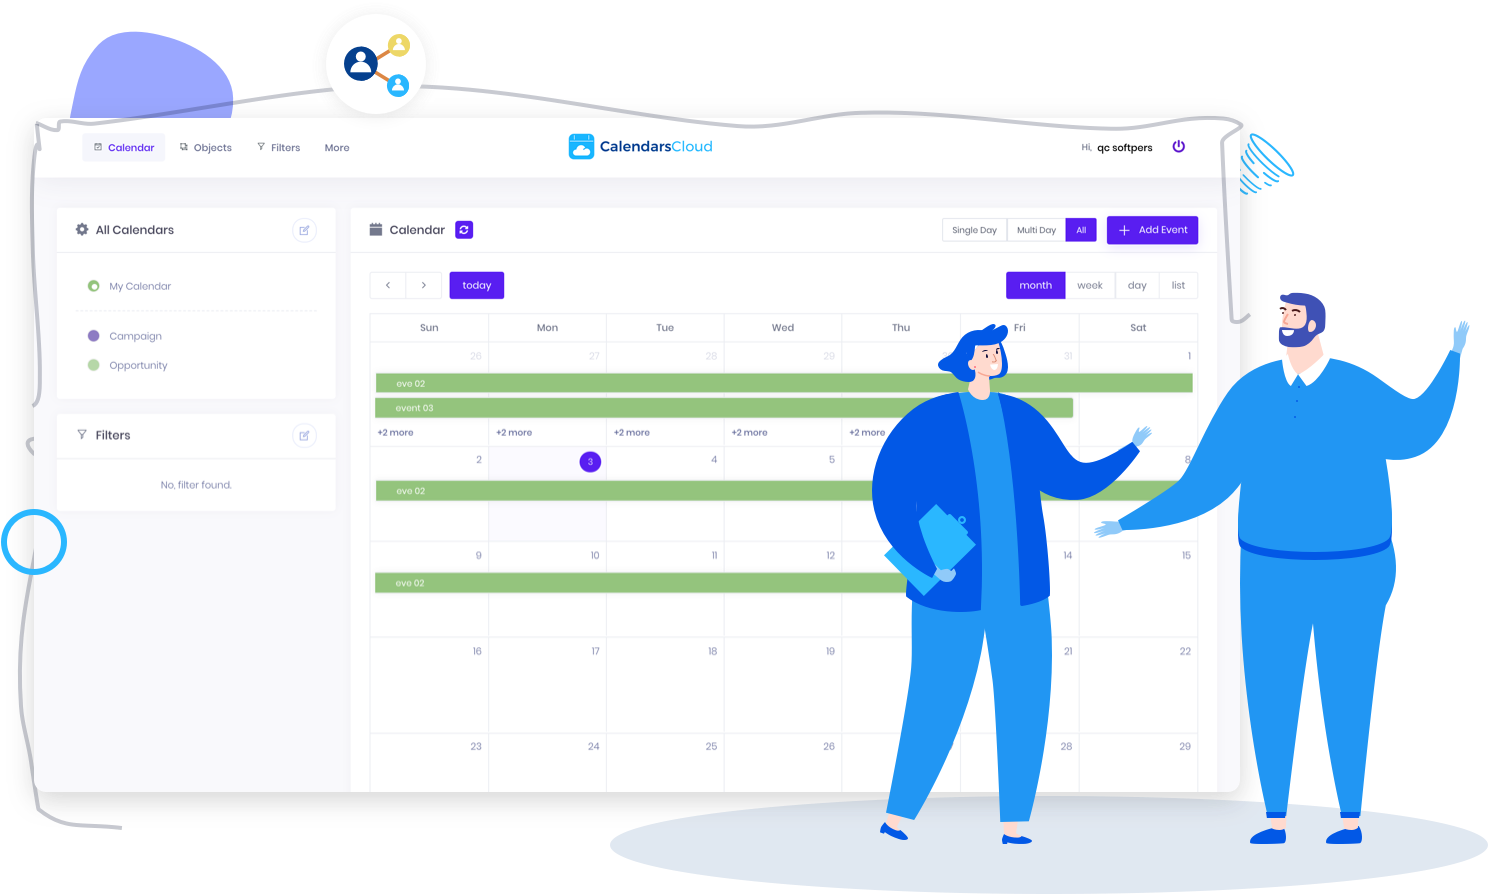 Calendar Objects Filters More CalendarsCloud Hi, qc softpers
All Calendars
My Calendar
Campaign
Opportunity
Filters
No, filter found.
Calendar Single Day Multi Day All + Add Event
< > today month week day list
Sun Mon Tue Wed Thu Fri Sat
26 27 28 29 31 1
eve 02
event 03
+2 more +2 more +2 more +2 more +2 more
2 3 4 5 8
eve 02
9 10 11 12 14 15
eve 02
16 17 18 19 21 22
23 24 25 26 28 29